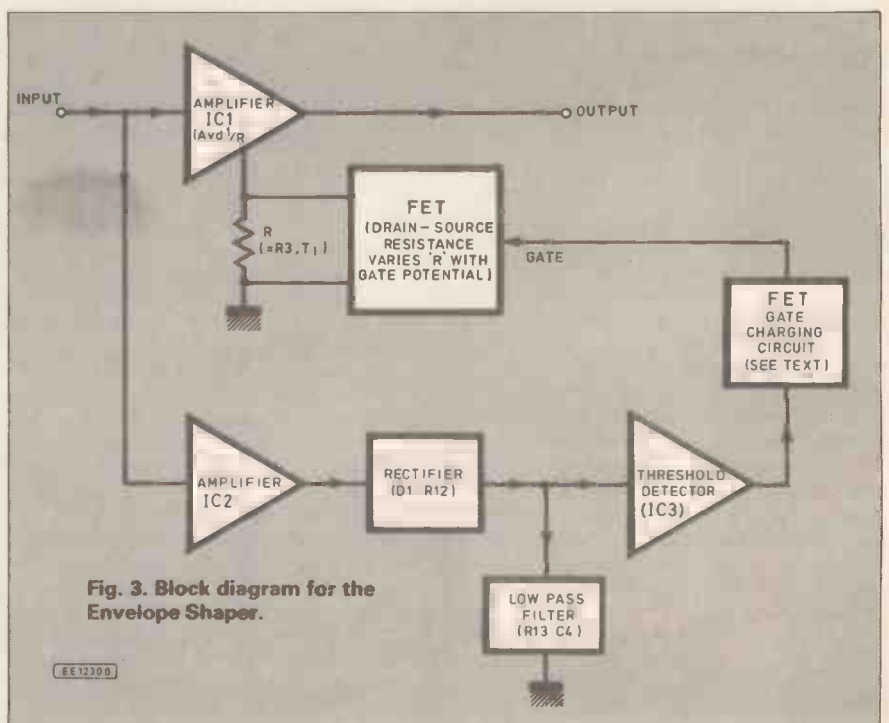 INPUT
AMPLIFIER
IC1
(Avd 1/R
OUTPUT
R
(=R3,T1)
FET
(DRAIN-SOURCE
RESISTANCE
VARIES 'R' WITH
GATE POTENTIAL)
GATE
FET
GATE
CHARGING
CIRCUIT
(SEE TEXT)
AMPLIFIER
IC2
RECTIFIER
(D1 R12)
THRESHOLD
DETECTOR
(IC3)
LOW PASS
FILTER
(R13 C4)
Fig. 3. Block diagram for the
Envelope Shaper.